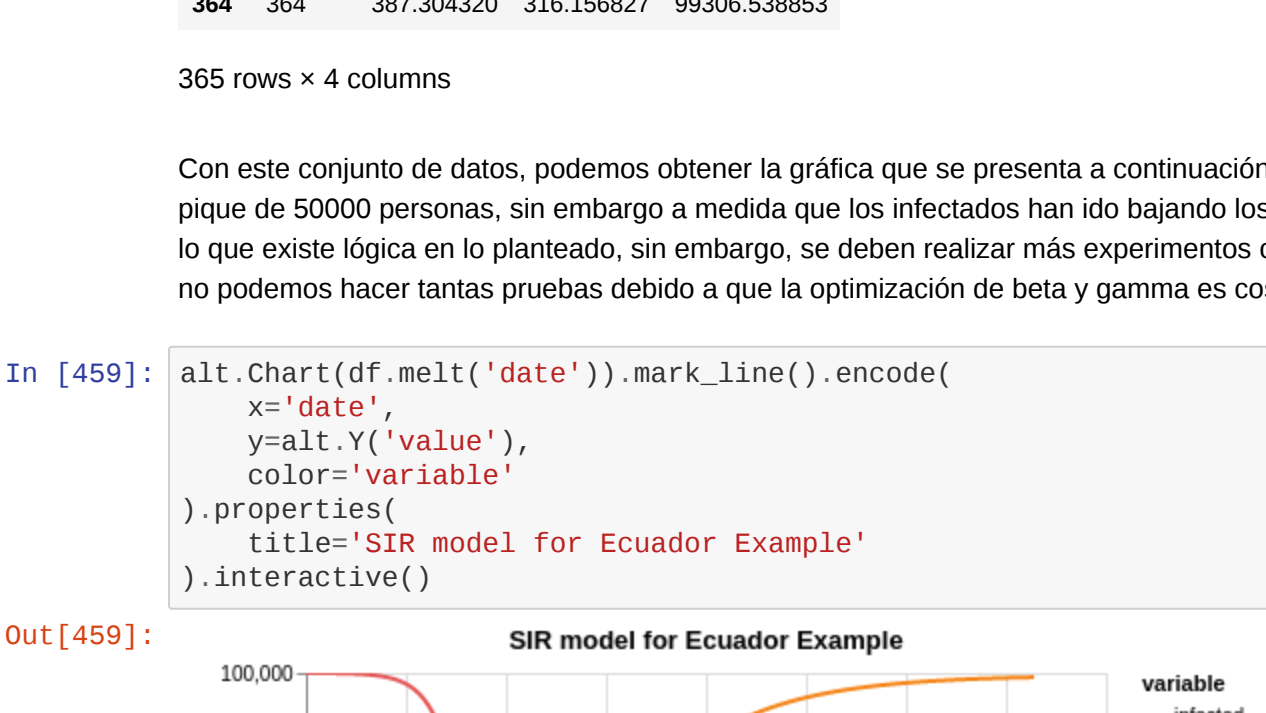 364 364 387.304320 316.156827 99306.538853
365 rows × 4 columns
Con este conjunto de datos, podemos obtener la gráfica que se presenta a continuación
pique de 50000 personas, sin embargo a medida que los infectados han ido bajando los
lo que existe lógica en lo planteado, sin embargo, se deben realizar más experimentos
no podemos hacer tantas pruebas debido a que la optimización de beta y gamma es
In [459]: alt.Chart(df.melt('date')).mark_line().encode(
    x='date',
    y=alt.Y('value'),
    color='variable'
).properties(
    title='SIR model for Ecuador Example'
).interactive()
Out[459]:
SIR model for Ecuador Example
100,000
variable
infected